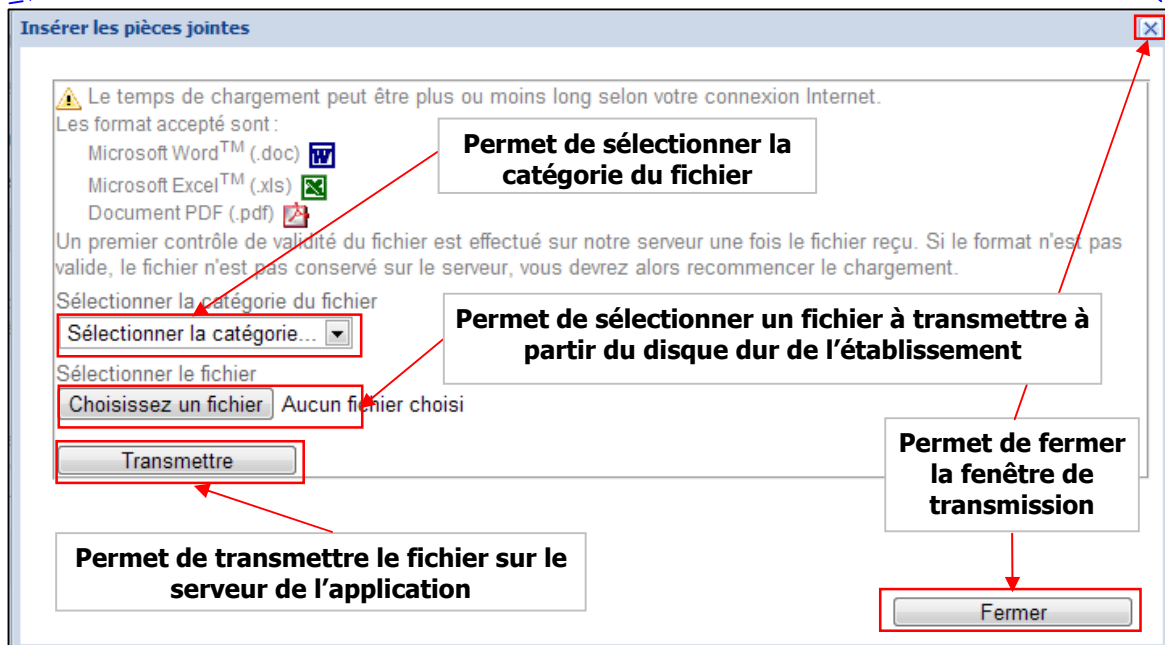 Insérer les pièces jointes
Le temps de chargement peut être plus ou moins long selon votre connexion Internet.
Les format accepté sont :
Microsoft Word™ (.doc)
Microsoft Excel™ (.xls)
Document PDF (.pdf)
Permet de sélectionner la
catégorie du fichier
Un premier contrôle de validité du fichier est effectué sur notre serveur une fois le fichier reçu. Si le format n'est pas
valide, le fichier n'est pas conservé sur le serveur, vous devrez alors recommencer le chargement.
Sélectionner la catégorie du fichier
Sélectionner la catégorie...
Permet de sélectionner un fichier à transmettre à
partir du disque dur de l’établissement
Sélectionner le fichier
Choisissez un fichier Aucun fichier choisi
Transmettre
Permet de fermer
la fenêtre de
transmission
Permet de transmettre le fichier sur le
serveur de l’application
Fermer